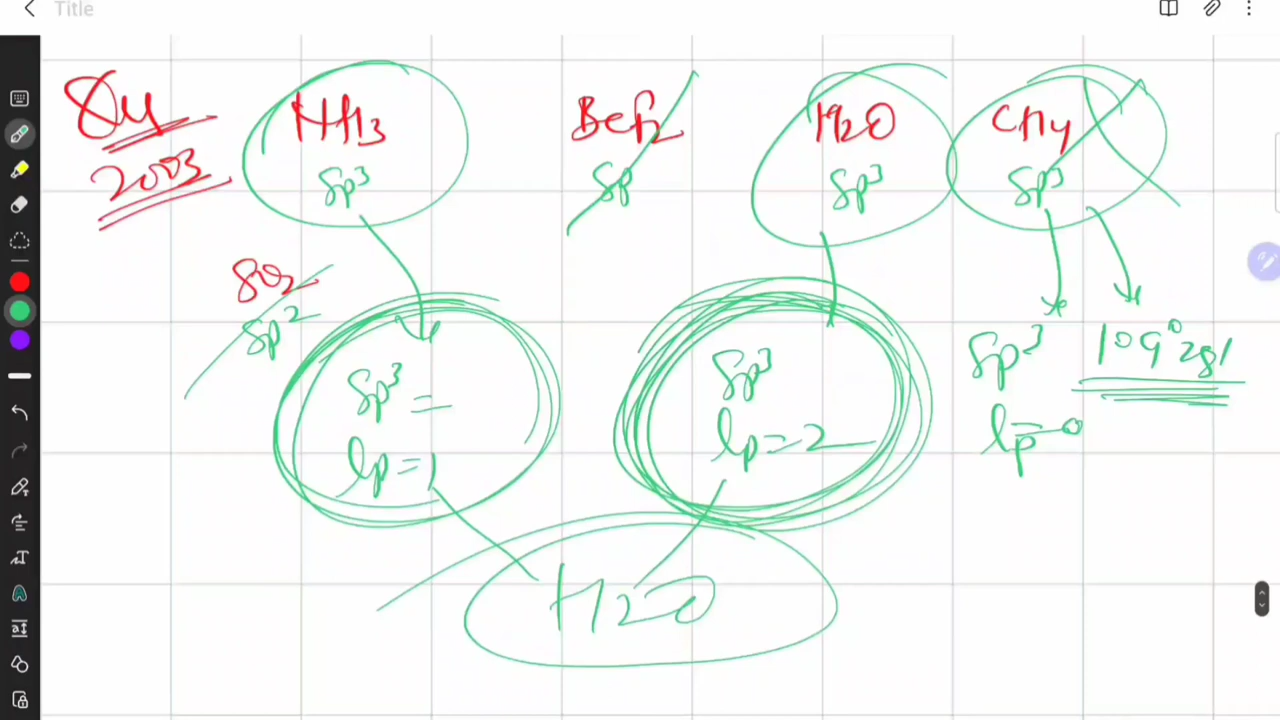 Title
84 NH3 BeF2 H2O CH4
2003 sp3 sp sp3 sp3
SO2
sp2
sp3 = sp3 sp3 109°28'
lp=1 lp=2 lp=0
H2O